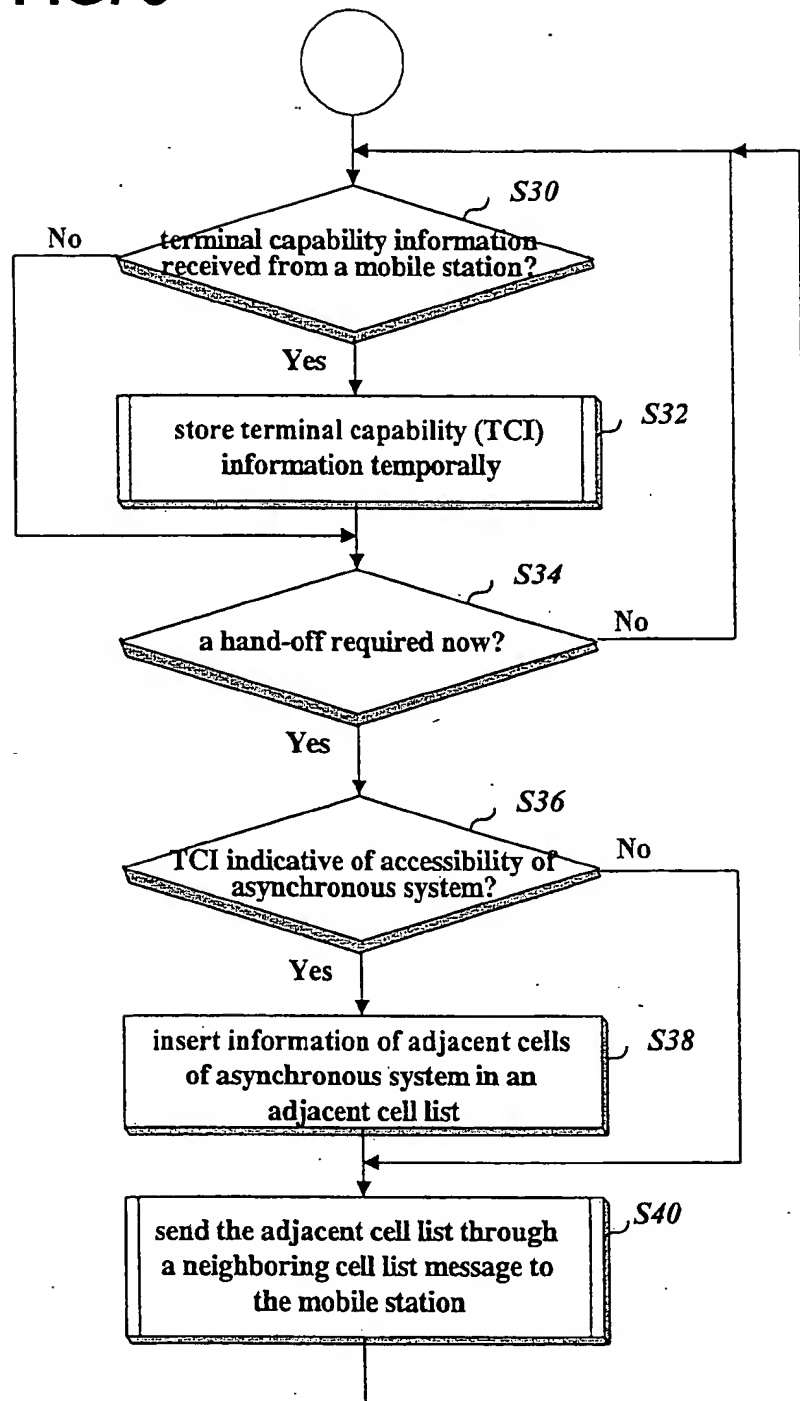 S30
No
terminal capability information
received from a mobile station?
Yes
S32
store terminal capability (TCI)
information temporally
S34
a hand-off required now?
No
Yes
S36
TCI indicative of accessibility of
asynchronous system?
No
Yes
S38
insert information of adjacent cells
of asynchronous system in an
adjacent cell list
S40
send the adjacent cell list through
a neighboring cell list message to
the mobile station